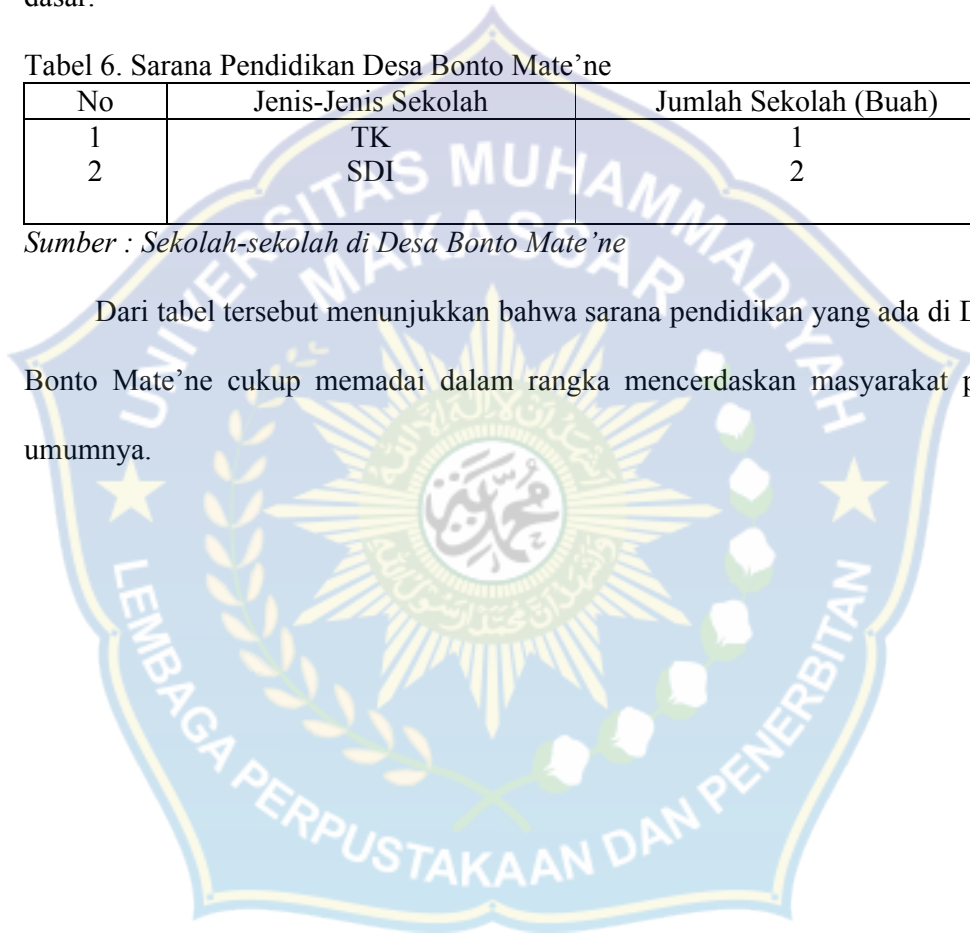 dasar.
Tabel 6. Sarana Pendidikan Desa Bonto Mate’ne
No Jenis-Jenis Sekolah Jumlah Sekolah (Buah)
1 TK 1
2 SDI 2
Sumber : Sekolah-sekolah di Desa Bonto Mate’ne
Dari tabel tersebut menunjukkan bahwa sarana pendidikan yang ada di D
Bonto Mate’ne cukup memadai dalam rangka mencerdaskan masyarakat p
umumnya.
UNIVERSITAS MUHAMMADIYAH
MAKASSAR
LEMBAGA PERPUSTAKAAN DAN PENERBITAN